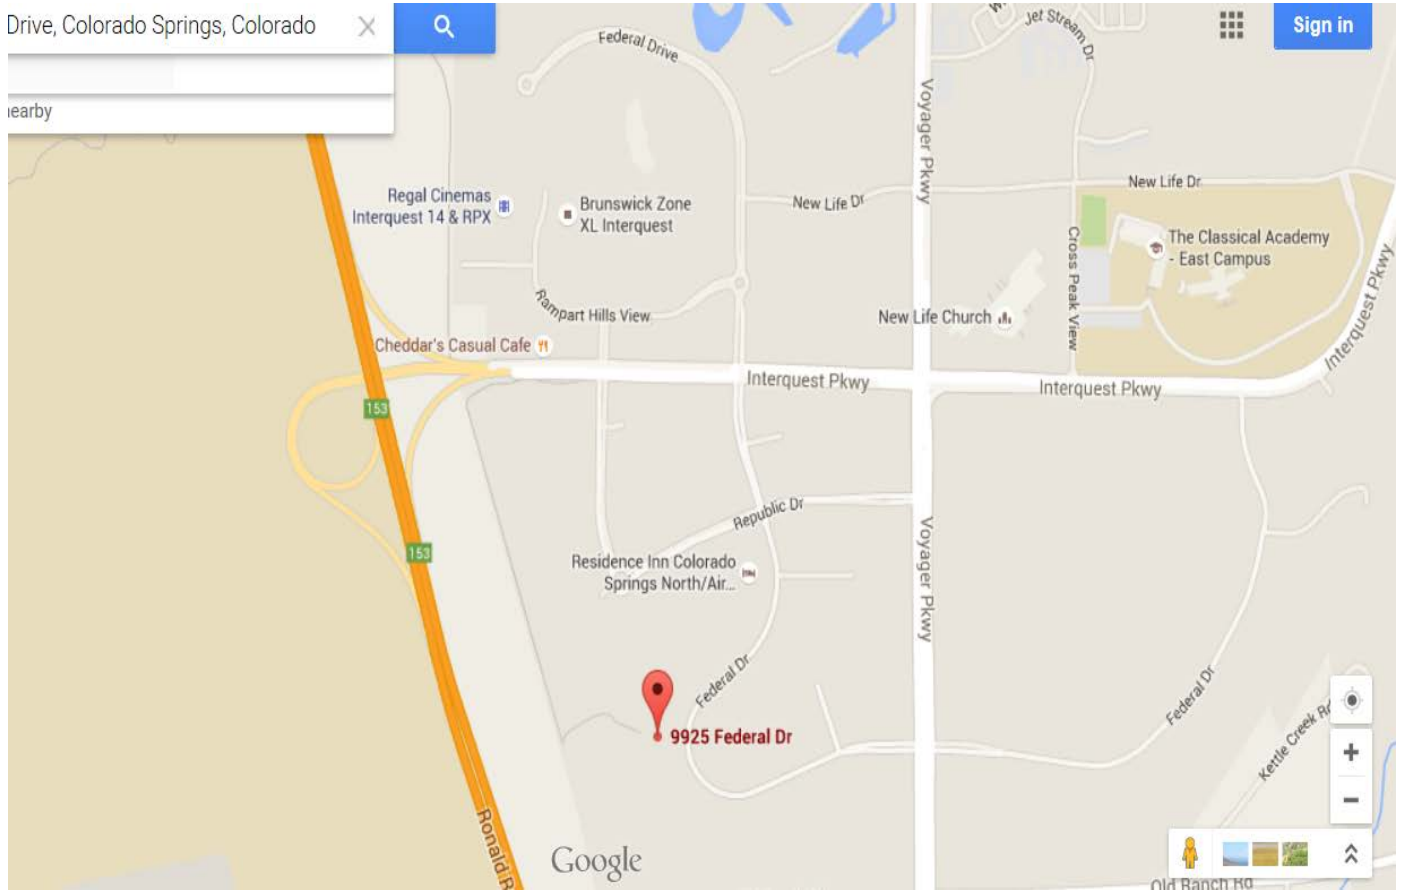 Drive, Colorado Springs, Colorado
Sign in
nearby
Federal Drive
Jet Stream Dr
Voyager Pkwy
New Life Dr
New Life Dr
Regal Cinemas
Interquest 14 & RPX
Brunswick Zone
XL Interquest
The Classical Academy
- East Campus
Cross Peak View
Interquest Pkwy
Rampart Hills View
New Life Church
Cheddar's Casual Cafe
Interquest Pkwy
Interquest Pkwy
153
Republic Dr
Voyager Pkwy
153
Residence Inn Colorado
Springs North/Air...
Federal Dr
Federal Dr
9925 Federal Dr
Kettle Creek Rd
Ronald R
Google
Old Ranch Rd